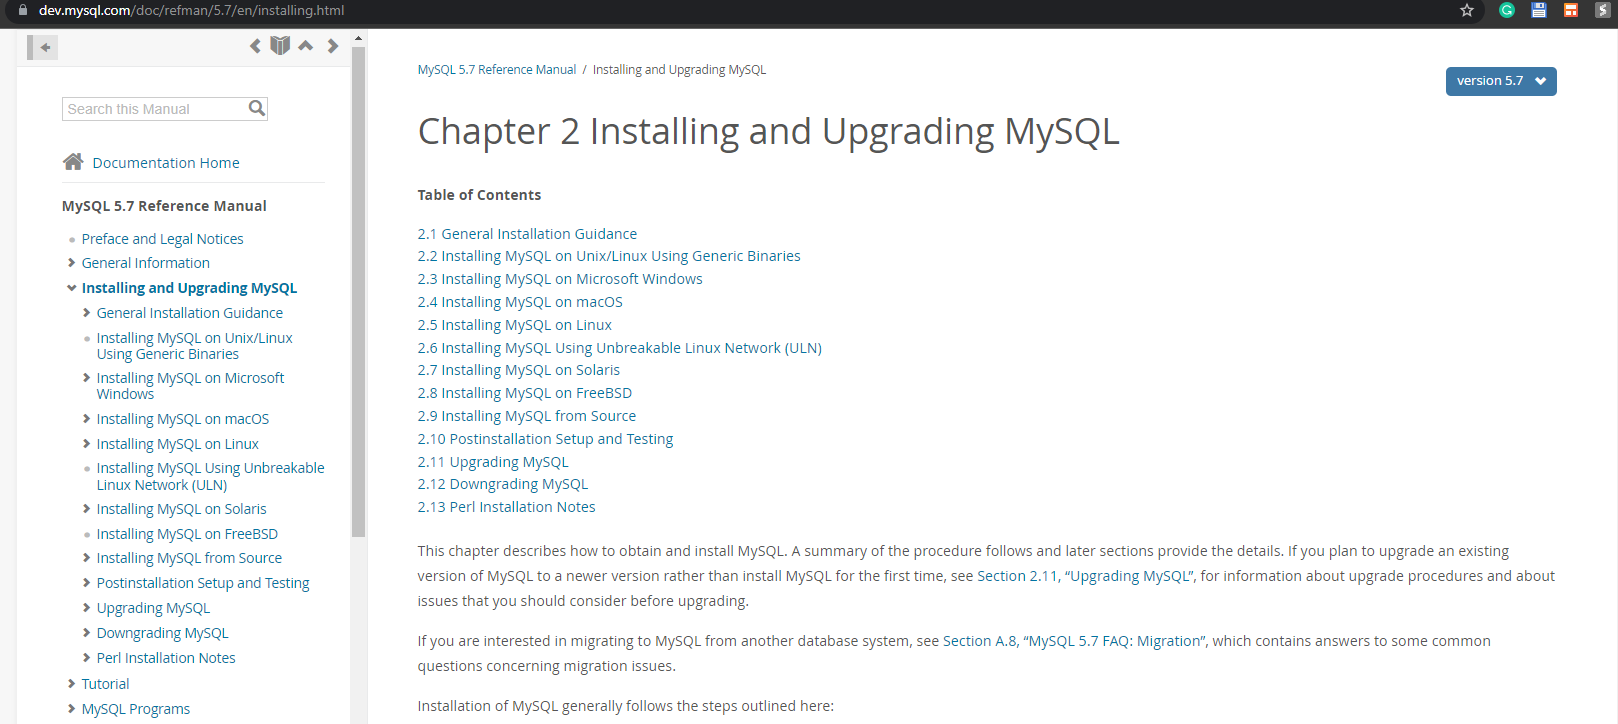 dev.mysql.com/doc/refman/5.7/en/installing.html
Search this Manual
Documentation Home
MySQL 5.7 Reference Manual
Preface and Legal Notices
General Information
Installing and Upgrading MySQL
General Installation Guidance
Installing MySQL on Unix/Linux
Using Generic Binaries
Installing MySQL on Microsoft
Windows
Installing MySQL on macOS
Installing MySQL on Linux
Installing MySQL Using Unbreakable
Linux Network (ULN)
Installing MySQL on Solaris
Installing MySQL on FreeBSD
Installing MySQL from Source
Postinstallation Setup and Testing
Upgrading MySQL
Downgrading MySQL
Perl Installation Notes
Tutorial
MySQL Programs
MySQL 5.7 Reference Manual / Installing and Upgrading MySQL
version 5.7
Chapter 2 Installing and Upgrading MySQL
Table of Contents
2.1 General Installation Guidance
2.2 Installing MySQL on Unix/Linux Using Generic Binaries
2.3 Installing MySQL on Microsoft Windows
2.4 Installing MySQL on macOS
2.5 Installing MySQL on Linux
2.6 Installing MySQL Using Unbreakable Linux Network (ULN)
2.7 Installing MySQL on Solaris
2.8 Installing MySQL on FreeBSD
2.9 Installing MySQL from Source
2.10 Postinstallation Setup and Testing
2.11 Upgrading MySQL
2.12 Downgrading MySQL
2.13 Perl Installation Notes
This chapter describes how to obtain and install MySQL. A summary of the procedure follows and later sections provide the details. If you plan to upgrade an existing
version of MySQL to a newer version rather than install MySQL for the first time, see Section 2.11, “Upgrading MySQL”, for information about upgrade procedures and about
issues that you should consider before upgrading.
If you are interested in migrating to MySQL from another database system, see Section A.8, “MySQL 5.7 FAQ: Migration”, which contains answers to some common
questions concerning migration issues.
Installation of MySQL generally follows the steps outlined here: